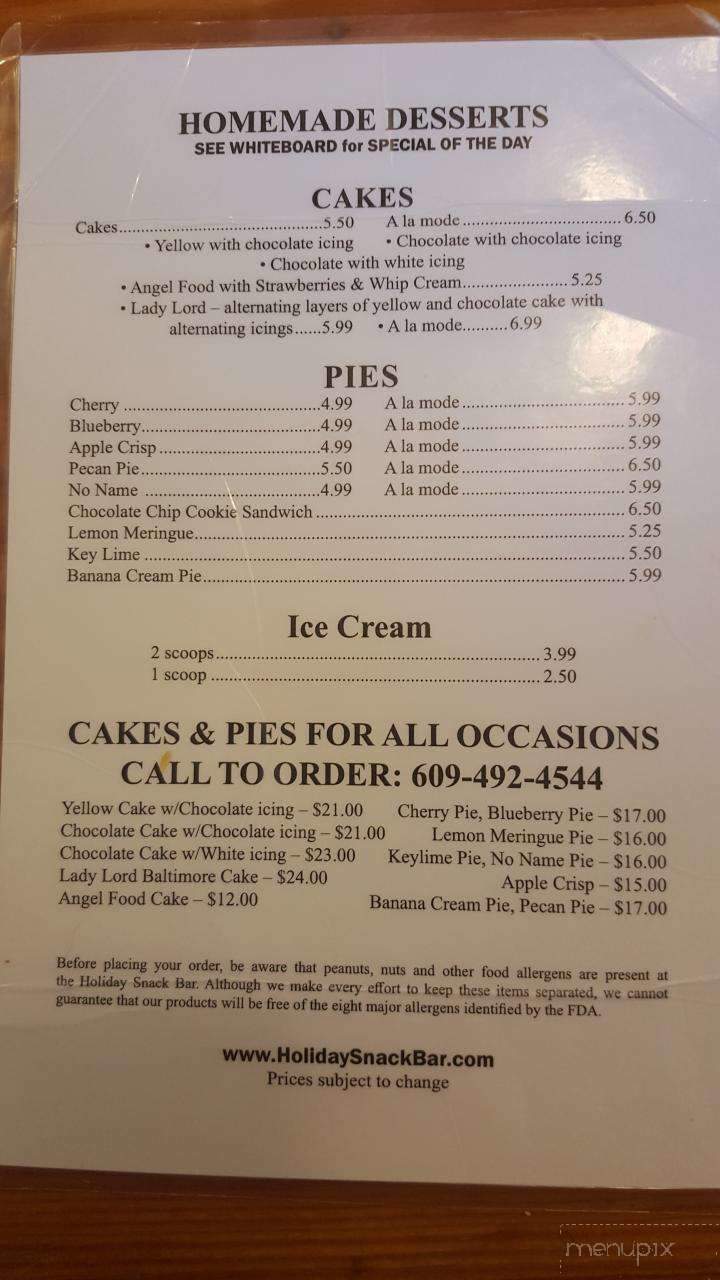 HOMEMADE DESSERTS
SEE WHITEBOARD for SPECIAL OF THE DAY
CAKES
Cakes............................................5.50 A la mode..................................6.50
• Yellow with chocolate icing • Chocolate with chocolate icing
• Chocolate with white icing
• Angel Food with Strawberries & Whip Cream.......................5.25
• Lady Lord – alternating layers of yellow and chocolate cake with
alternating icings......5.99 • A la mode..........6.99
PIES
Cherry..........................................4.99 A la mode..................................5.99
Blueberry......................................4.99 A la mode..................................5.99
Apple Crisp..................................4.99 A la mode..................................5.99
Pecan Pie......................................5.50 A la mode..................................6.50
No Name.....................................4.99 A la mode..................................5.99
Chocolate Chip Cookie Sandwich..................................................................6.50
Lemon Meringue............................................................................................5.25
Key Lime.......................................................................................................5.50
Banana Cream Pie..........................................................................................5.99
Ice Cream
2 scoops......................................................................3.99
1 scoop.......................................................................2.50
CAKES & PIES FOR ALL OCCASIONS
CALL TO ORDER: 609-492-4544
Yellow Cake w/Chocolate icing – $21.00 Cherry Pie, Blueberry Pie – $17.00
Chocolate Cake w/Chocolate icing – $21.00 Lemon Meringue Pie – $16.00
Chocolate Cake w/White icing – $23.00 Keylime Pie, No Name Pie – $16.00
Lady Lord Baltimore Cake – $24.00 Apple Crisp – $15.00
Angel Food Cake – $12.00 Banana Cream Pie, Pecan Pie – $17.00
Before placing your order, be aware that peanuts, nuts and other food allergens are present at
the Holiday Snack Bar. Although we make every effort to keep these items separated, we cannot
guarantee that our products will be free of the eight major allergens identified by the FDA.
www.HolidaySnackBar.com
Prices subject to change
menupix